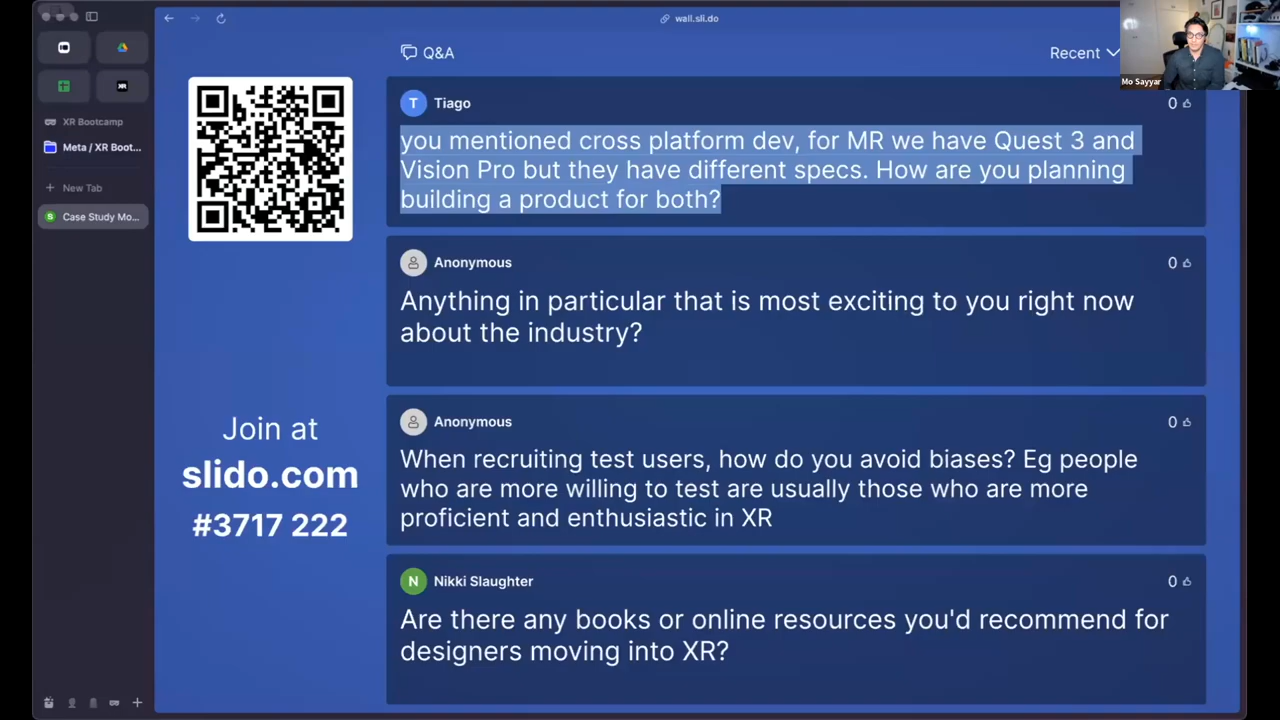 wall.sli.do
XR
XR Bootcamp
Meta / XR Boot...
New Tab
S
Case Study Mo...
Q&A
Recent
Mo Sayyar
T
Tiago
0
you mentioned cross platform dev, for MR we have Quest 3 and
Vision Pro but they have different specs. How are you planning
building a product for both?
Anonymous
0
Anything in particular that is most exciting to you right now
about the industry?
Join at
slido.com
#3717 222
Anonymous
0
When recruiting test users, how do you avoid biases? Eg people
who are more willing to test are usually those who are more
proficient and enthusiastic in XR
N
Nikki Slaughter
0
Are there any books or online resources you'd recommend for
designers moving into XR?